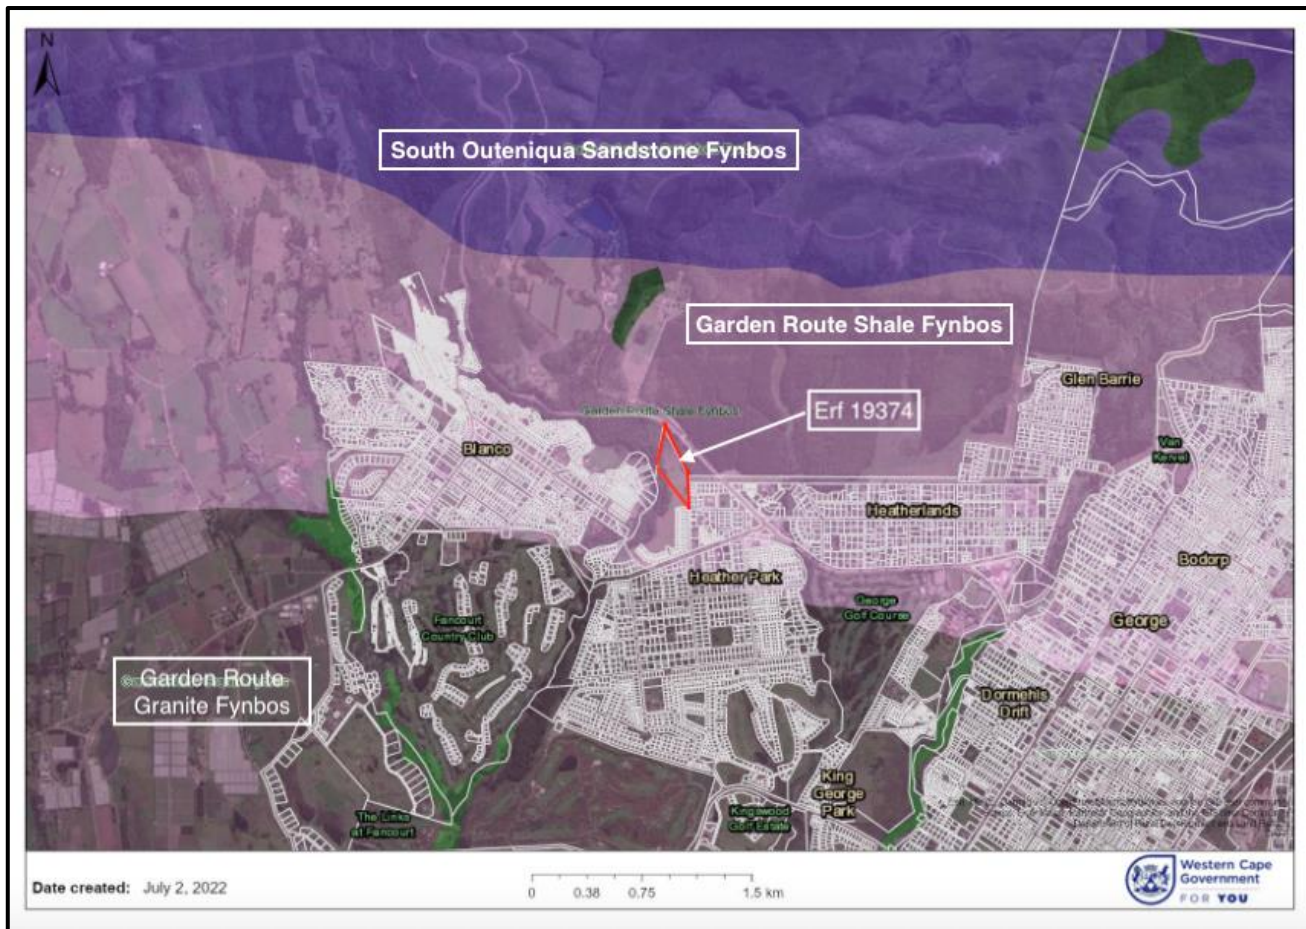 N
South Outeniqua Sandstone Fynbos
Garden Route Shale Fynbos
Glen Barrie
Erf 19374
Garden Route Shale Fynbos
Blanco
Van
Kervel
Heatherlands
Bodorp
Heather Park
George
Golf Course
George
Fancourt
Country Club
Garden Route
Granite Fynbos
Dormehls
Drift
King
George
Park
The Links
at Fancourt
Kingswood
Golf Estate
Date created: July 2, 2022
0 0.38 0.75 1.5 km
Western Cape
Government
FOR YOU